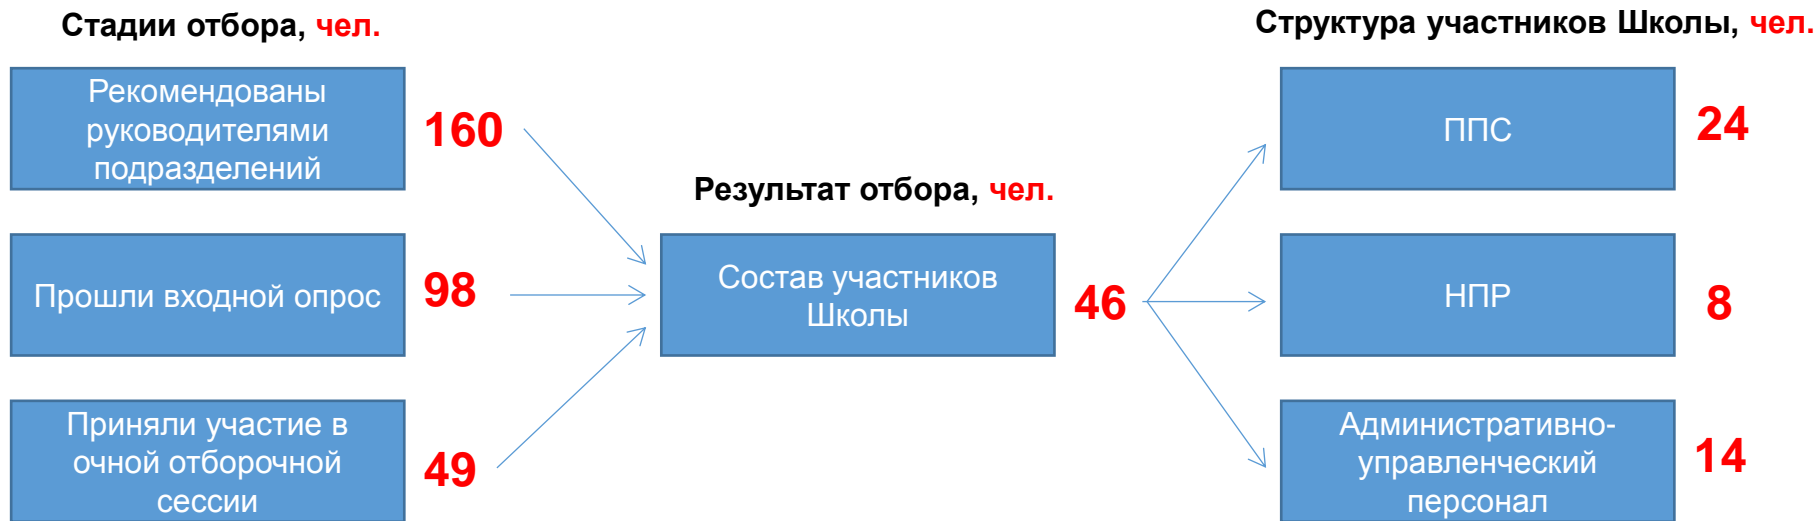 Стадии отбора, чел.
Рекомендованы
руководителями
подразделений
160
Прошли входной опрос
98
Приняли участие в
очной отборочной
сессии
49
Результат отбора, чел.
Состав участников
Школы
46
Структура участников Школы, чел.
ППС
24
НПР
8
Административно-
управленческий
персонал
14